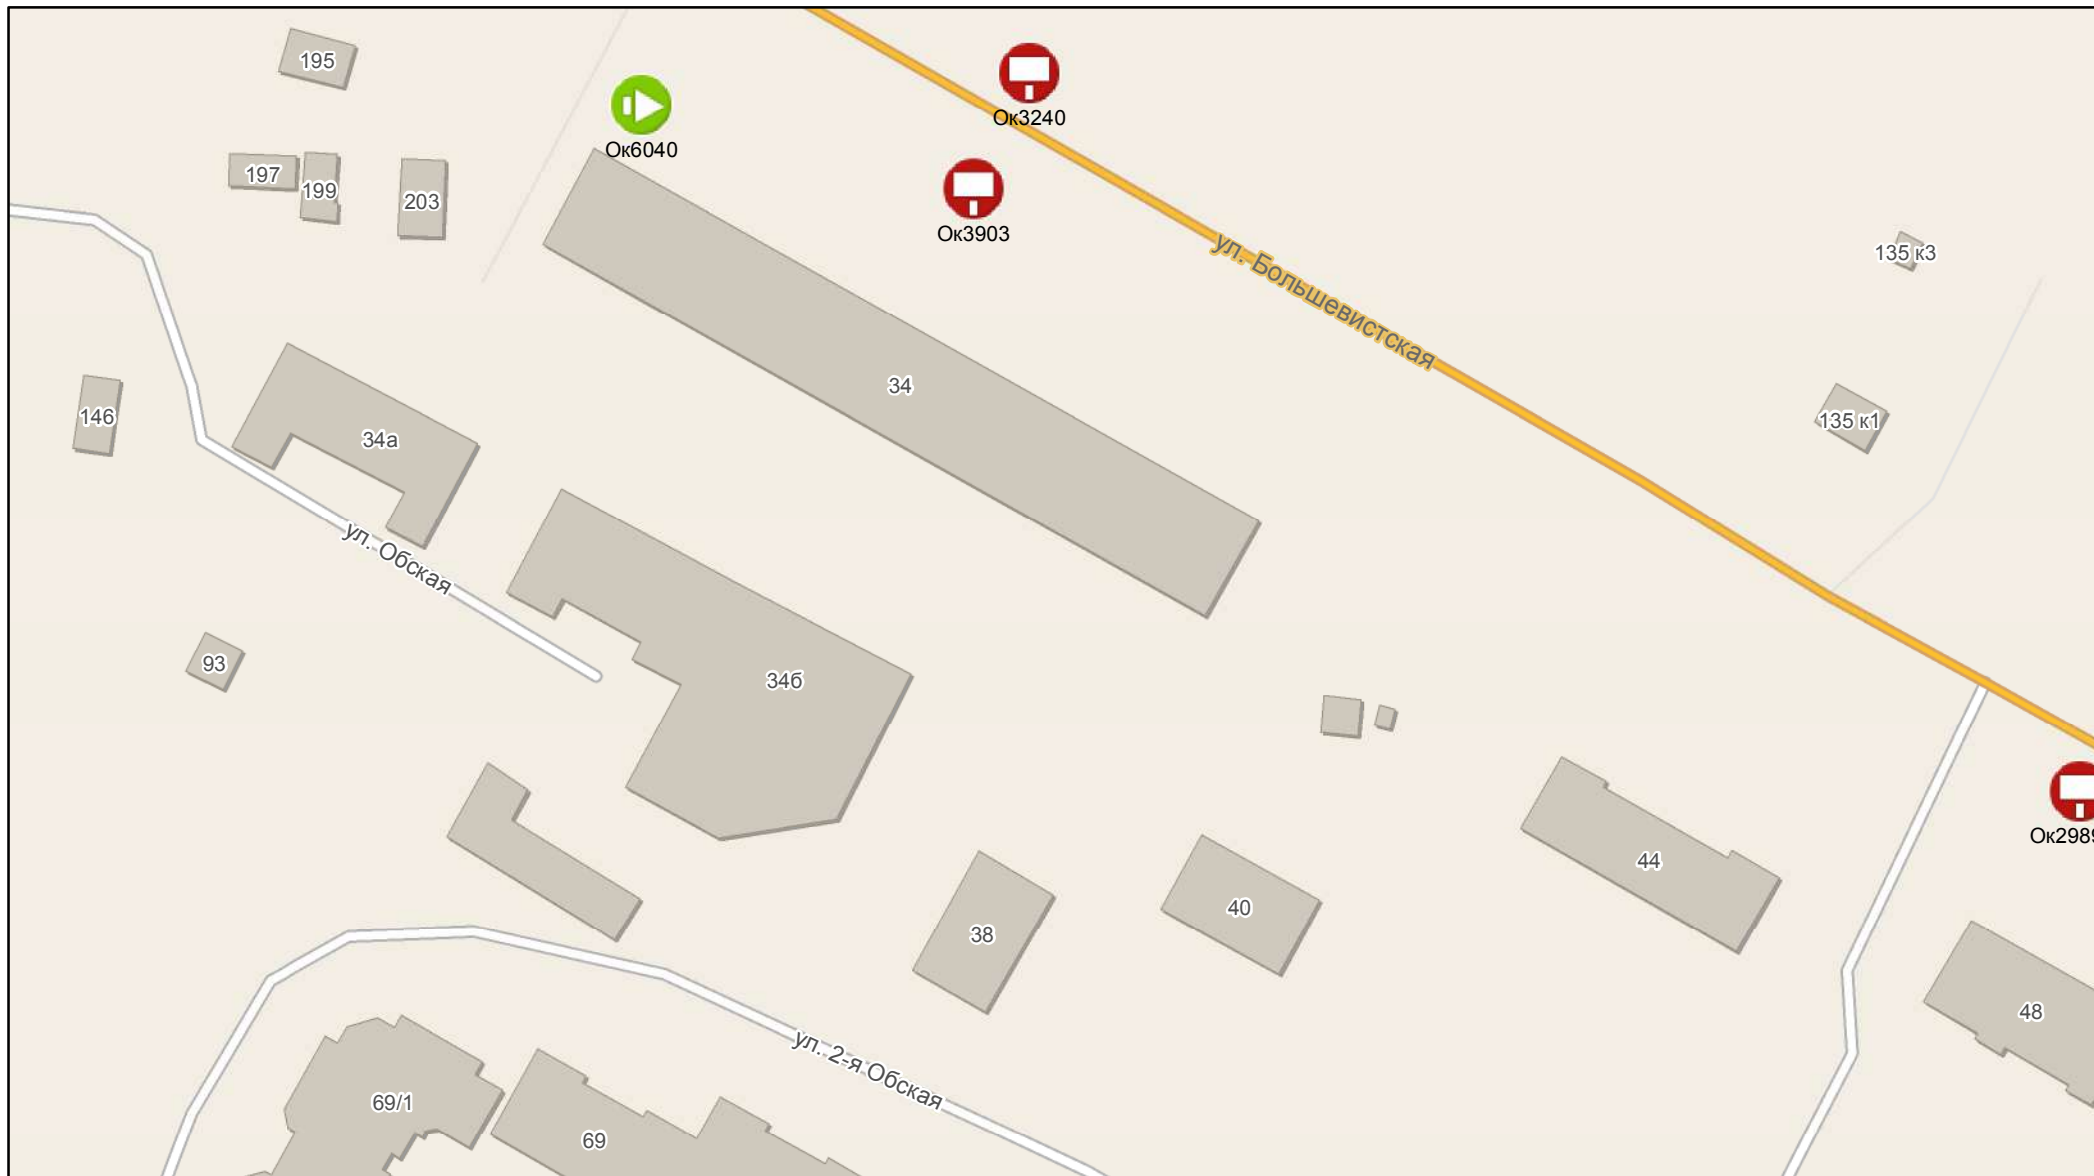 195
Ок6040
Ок3240
197
199
203
Ок3903
ул. Большевистская
135 к3
34
146
34а
135 к1
ул. Обская
93
34б
Ок2989
44
38
40
48
ул. 2-я Обская
69/1
69